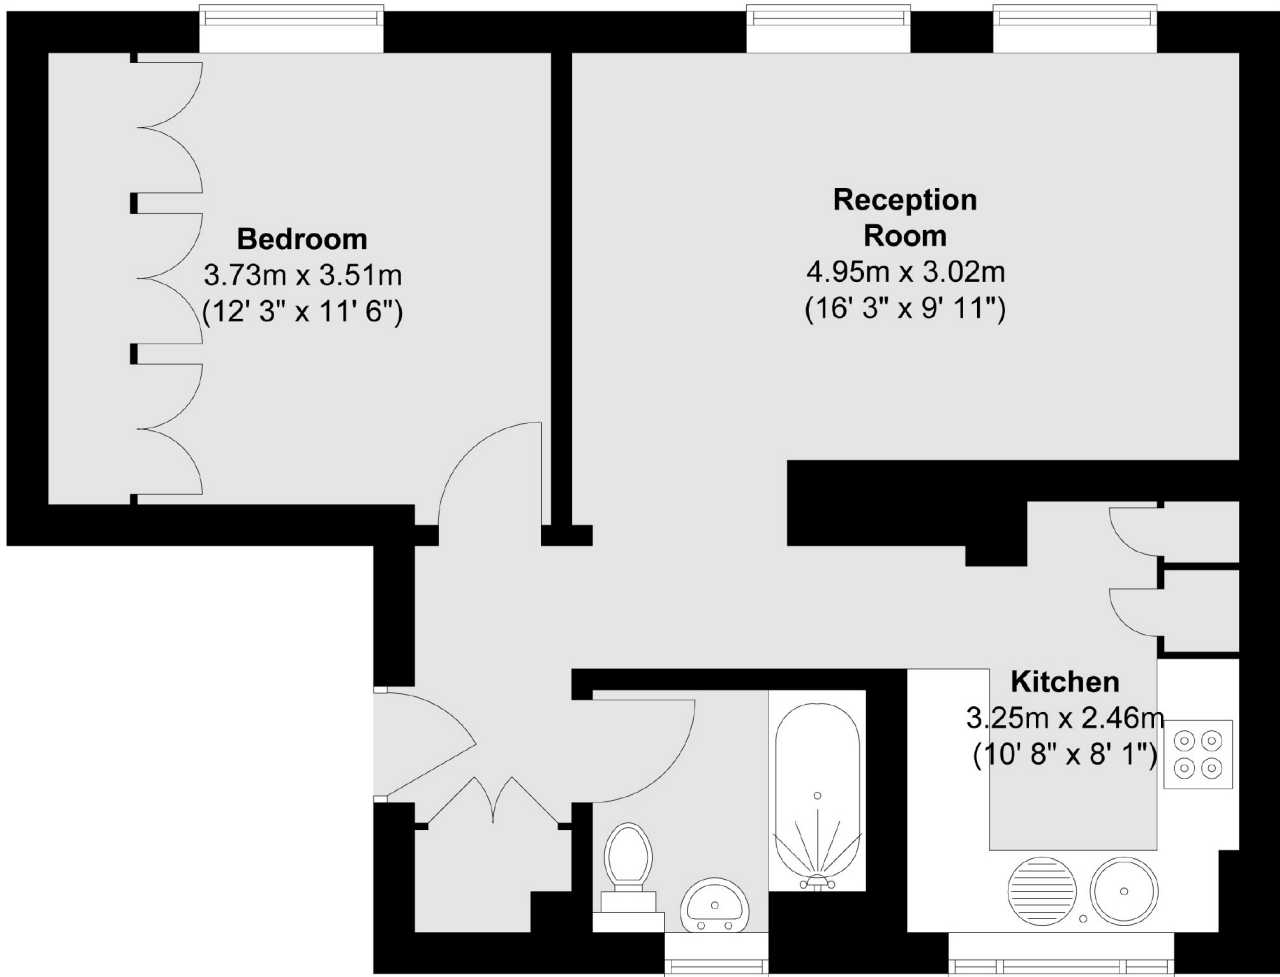 Bedroom
3.73m x 3.51m
(12' 3" x 11' 6")
Reception
Room
4.95m x 3.02m
(16' 3" x 9' 11")
Kitchen
3.25m x 2.46m
(10' 8" x 8' 1")